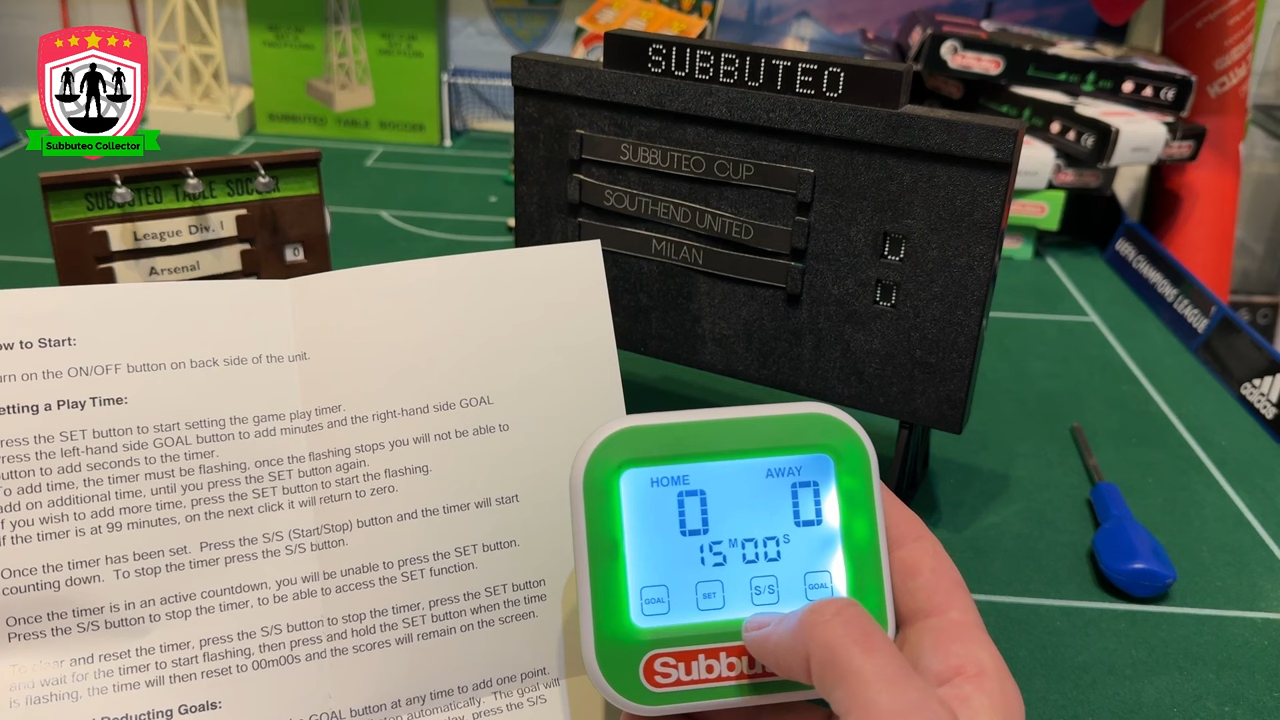 Subbuteo Collector
SUBBUTEO TABLE SOCCER
SUBBUTEO
SUBBUTEO CUP
SOUTHEND UNITED
MILAN
0
0
SUBBUTEO TABLE SOCCER
League Div. 1
Arsenal
0
UEFA CHAMPIONS LEAGUE
adidas
ow to Start:
urn on the ON/OFF button on back side of the unit.
etting a Play Time:
ress the SET button to start setting the game play timer.
ress the left-hand side GOAL button to add minutes and the right-hand side GOAL
utton to add seconds to the timer.
o add time, the timer must be flashing, once the flashing stops you will not be able to
add on additional time, until you press the SET button again.
f you wish to add more time, press the SET button to start the flashing.
If the timer is at 99 minutes, on the next click it will return to zero.
Once the timer has been set. Press the S/S (Start/Stop) button and the timer will start
counting down. To stop the timer press the S/S button.
Once the timer is in an active countdown, you will be unable to press the SET button.
Press the S/S button to stop the timer, to be able to access the SET function.
To clear and reset the timer, press the S/S button to stop the timer, press the SET button
and wait for the timer to start flashing, then press and hold the SET button when the time
is flashing, the time will then reset to 00m00s and the scores will remain on the screen.
Deducting Goals:
GOAL button at any time to add one point.
automatically. The goal will
press the S/S
HOME AWAY
0 0
15 M 00 S
GOAL SET S/S GOAL
Subbu